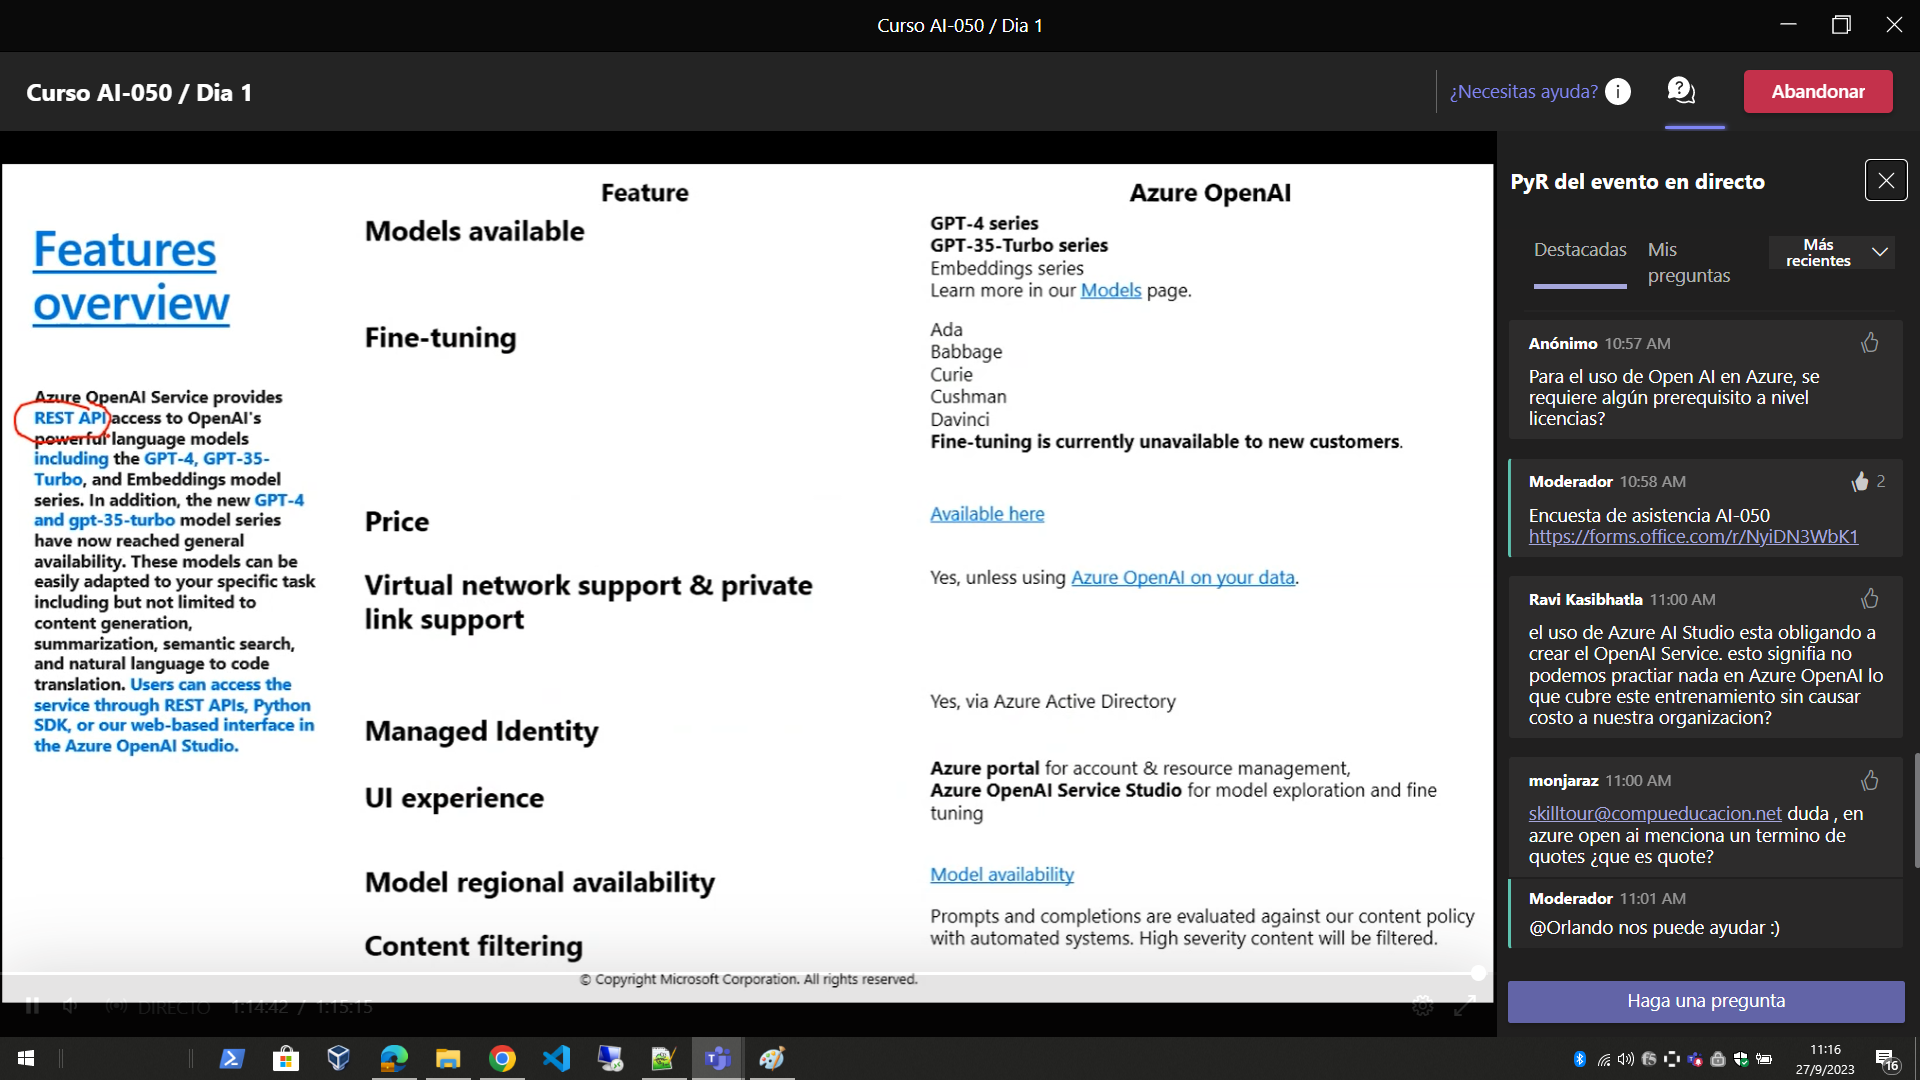 Curso AI-050 / Dia 1
Curso AI-050 / Dia 1
¿Necesitas ayuda?
Abandonar
Features
overview
Azure OpenAI Service provides
REST API access to OpenAI's
powerful language models
including the GPT-4, GPT-35-
Turbo, and Embeddings model
series. In addition, the new GPT-4
and gpt-35-turbo model series
have now reached general
availability. These models can be
easily adapted to your specific task
including but not limited to
content generation,
summarization, semantic search,
and natural language to code
translation. Users can access the
service through REST APIs, Python
SDK, or our web-based interface in
the Azure OpenAI Studio.
Feature
Azure OpenAI
Models available
GPT-4 series
GPT-35-Turbo series
Embeddings series
Learn more in our Models page.
Fine-tuning
Ada
Babbage
Curie
Cushman
Davinci
Fine-tuning is currently unavailable to new customers.
Price
Available here
Virtual network support & private
link support
Yes, unless using Azure OpenAI on your data.
Managed Identity
Yes, via Azure Active Directory
UI experience
Azure portal for account & resource management,
Azure OpenAI Service Studio for model exploration and fine
tuning
Model regional availability
Model availability
Content filtering
Prompts and completions are evaluated against our content policy
with automated systems. High severity content will be filtered.
© Copyright Microsoft Corporation. All rights reserved.
DIRECTO 1:14:42 / 1:15:15
PyR del evento en directo
Destacadas
Mis
preguntas
Más
recientes
Anónimo 10:57 AM
Para el uso de Open AI en Azure, se
requiere algún prerequisito a nivel
licencias?
Moderador 10:58 AM
2
Encuesta de asistencia AI-050
https://forms.office.com/r/NyiDN3WbK1
Ravi Kasibhatla 11:00 AM
el uso de Azure AI Studio esta obligando a
crear el OpenAI Service. esto signifia no
podemos practiar nada en Azure OpenAI lo
que cubre este entrenamiento sin causar
costo a nuestra organizacion?
monjaraz 11:00 AM
skilltour@compueducacion.net duda , en
azure open ai menciona un termino de
quotes ¿que es quote?
Moderador 11:01 AM
@Orlando nos puede ayudar :)
Haga una pregunta
11:16
27/9/2023
16